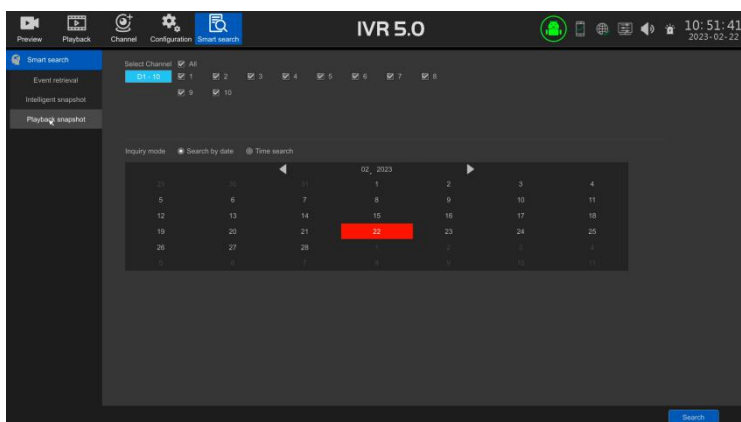 IVR 5.0
10:51:41
2023-02-22
Preview Playback Channel Configuration Smart search
Smart search
Event retrieval
Intelligent snapshot
Playback snapshot
Select Channel All
D1 - 10 1 2 3 4 5 6 7 8
9 10
Inquiry mode Search by date Time search
02, 2023
29 30 31 1 2 3 4
5 6 7 8 9 10 11
12 13 14 15 16 17 18
19 20 21 22 23 24 25
26 27 28 1 2 3 4
5 6 7 8 9 10 11
Search